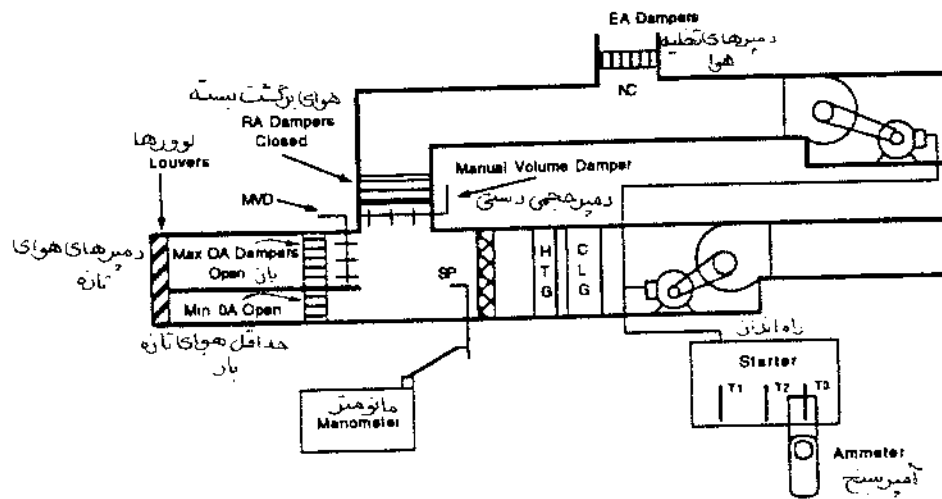 EA Dampers
دمپرهای تخلیه
هوا
NC
هوای برگشت بسته
RA Dampers
Closed
لوورها
Louvers
MVD
Manual Volume Damper
دمپر حجمی دستی
دمپرهای هوای
تازه
Max OA Dampers
Open باز
Min OA Open
حداقل هوای تازه
باز
SP
HTG
CLG
مانومتر
Manometer
راه انداز
Starter
T1 T2 T3
Ammeter
آمپرسنج